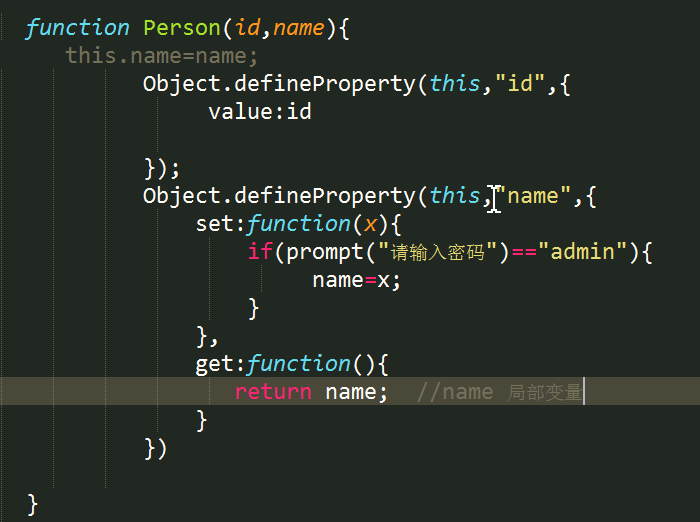 function Person(id,name){
this.name=name;
Object.defineProperty(this,"id",{
value:id
});
Object.defineProperty(this,"name",{
set:function(x){
if(prompt("请输入密码")=="admin"){
name=x;
}
},
get:function(){
return name; //name 局部变量
}
})
}